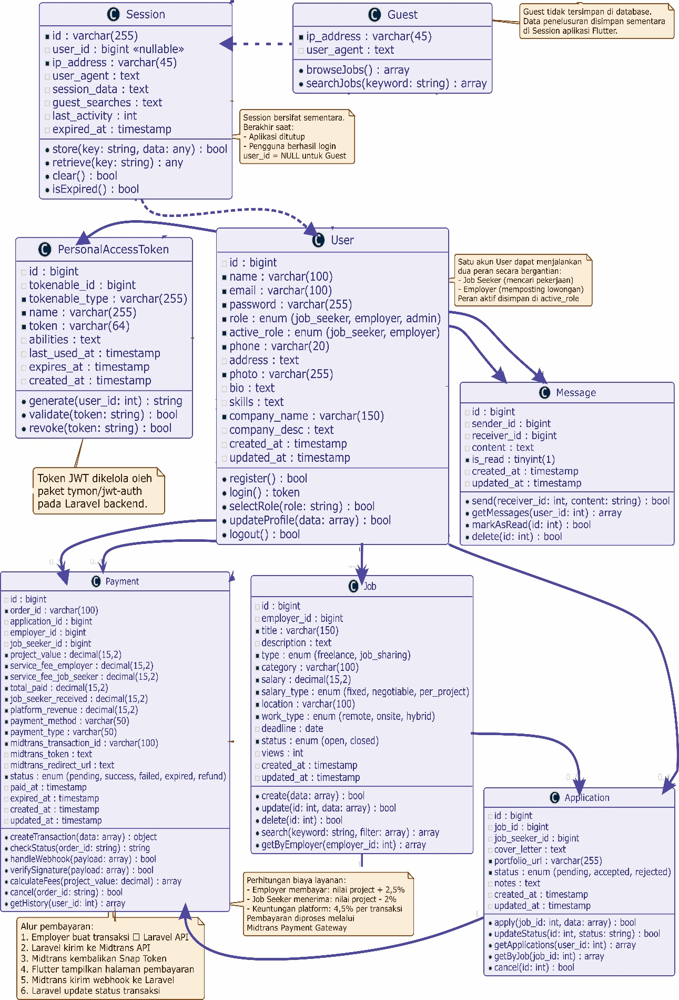 Session
id : varchar(255)
user_id : bigint «nullable»
ip_address : varchar(45)
user_agent : text
session_data : text
guest_searches : text
last_activity : int
expired_at : timestamp
store(key: string, data: any) : bool
retrieve(key: string) : any
clear() : bool
isExpired() : bool
Guest
ip_address : varchar(45)
user_agent : text
browseJobs() : array
searchJobs(keyword: string) : array
Guest tidak tersimpan di database.
Data penelusuran disimpan sementara
di Session aplikasi Flutter.
Session bersifat sementara.
Berakhir saat:
- Aplikasi ditutup
- Pengguna berhasil login
user_id = NULL untuk Guest
PersonalAccessToken
id : bigint
tokenable_id : bigint
tokenable_type : varchar(255)
name : varchar(255)
token : varchar(64)
abilities : text
last_used_at : timestamp
expires_at : timestamp
created_at : timestamp
generate(user_id: int) : string
validate(token: string) : bool
revoke(token: string) : bool
Token JWT dikelola oleh
paket tymon/jwt-auth
pada Laravel backend.
User
id : bigint
name : varchar(100)
email : varchar(100)
password : varchar(255)
role : enum (job_seeker, employer, admin)
active_role : enum (job_seeker, employer)
phone : varchar(20)
address : text
photo : varchar(255)
bio : text
skills : text
company_name : varchar(150)
company_desc : text
created_at : timestamp
updated_at : timestamp
register() : bool
login() : token
selectRole(role: string) : bool
updateProfile(data: array) : bool
logout() : bool
Satu akun User dapat menjalankan
dua peran secara bergantian:
- Job Seeker (mencari pekerjaan)
- Employer (memposting lowongan)
Peran aktif disimpan di active_role
Message
id : bigint
sender_id : bigint
receiver_id : bigint
content : text
is_read : tinyint(1)
created_at : timestamp
updated_at : timestamp
send(receiver_id: int, content: string) : bool
getMessages(user_id: int) : array
markAsRead(id: int) : bool
delete(id: int) : bool
Payment
id : bigint
order_id : varchar(100)
application_id : bigint
employer_id : bigint
job_seeker_id : bigint
project_value : decimal(15,2)
service_fee_employer : decimal(15,2)
service_fee_job_seeker : decimal(15,2)
total_paid : decimal(15,2)
job_seeker_received : decimal(15,2)
platform_revenue : decimal(15,2)
payment_method : varchar(50)
payment_type : varchar(50)
midtrans_transaction_id : varchar(100)
midtrans_token : text
midtrans_redirect_url : text
status : enum (pending, success, failed, expired, refund)
paid_at : timestamp
expired_at : timestamp
created_at : timestamp
updated_at : timestamp
createTransaction(data: array) : object
checkStatus(order_id: string) : string
handleWebhook(payload: array) : bool
verifySignature(payload: array) : bool
calculateFees(project_value: decimal) : array
cancel(order_id: string) : bool
getHistory(user_id: int) : array
Job
id : bigint
employer_id : bigint
title : varchar(150)
description : text
type : enum (freelance, job_sharing)
category : varchar(100)
salary : decimal(15,2)
salary_type : enum (fixed, negotiable, per_project)
location : varchar(100)
work_type : enum (remote, onsite, hybrid)
deadline : date
status : enum (open, closed)
views : int
created_at : timestamp
updated_at : timestamp
create(data: array) : bool
update(id: int, data: array) : bool
delete(id: int) : bool
search(keyword: string, filter: array) : array
getByEmployer(employer_id: int) : array
1
Application
id : bigint
job_id : bigint
job_seeker_id : bigint
cover_letter : text
portfolio_url : varchar(255)
status : enum (pending, accepted, rejected)
notes : text
created_at : timestamp
updated_at : timestamp
apply(job_id: int, data: array) : bool
updateStatus(id: int, status: string) : bool
getApplications(user_id: int) : array
getByJob(job_id: int) : array
cancel(id: int) : bool
Perhitungan biaya layanan:
- Employer membayar: nilai project + 2,5%
- Job Seeker menerima: nilai project - 2%
- Keuntungan platform: 4,5% per transaksi
Pembayaran diproses melalui
Midtrans Payment Gateway
Alur pembayaran:
1. Employer buat transaksi □ Laravel API
2. Laravel kirim ke Midtrans API
3. Midtrans kembalikan Snap Token
4. Flutter tampilkan halaman pembayaran
5. Midtrans kirim webhook ke Laravel
6. Laravel update status transaksi